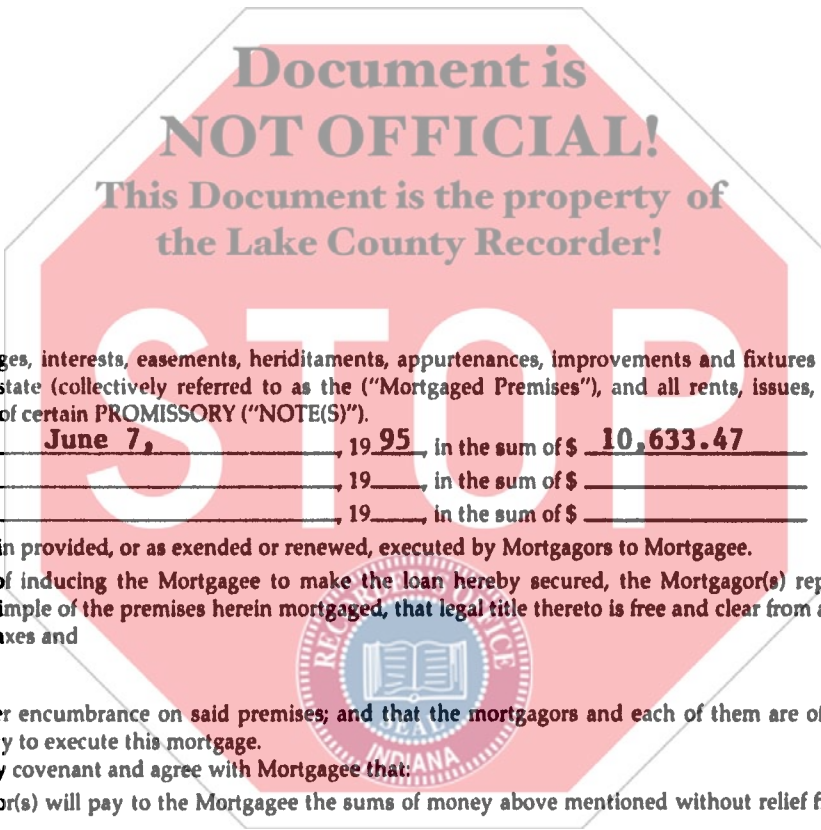 Document is
NOT OFFICIAL!
This Document is the property of
the Lake County Recorder!
STOP
ges, interests, easements, heriditaments, appurtenances, improvements and fixtures
state (collectively referred to as the ("Mortgaged Premises"), and all rents, issues,
of certain PROMISSORY ("NOTE(S)").
June 7, , 19 95 , in the sum of $ 10,633.47
, 19 , in the sum of $
, 19 , in the sum of $
in provided, or as exended or renewed, executed by Mortgagors to Mortgagee.
of inducing the Mortgagee to make the loan hereby secured, the Mortgagor(s) rep
imple of the premises herein mortgaged, that legal title thereto is free and clear from a
axes and
er encumbrance on said premises; and that the mortgagors and each of them are of
y to execute this mortgage.
y covenant and agree with Mortgagee that:
or(s) will pay to the Mortgagee the sums of money above mentioned without relief f
RECORDER'S OFFICE
SEAL
INDIANA